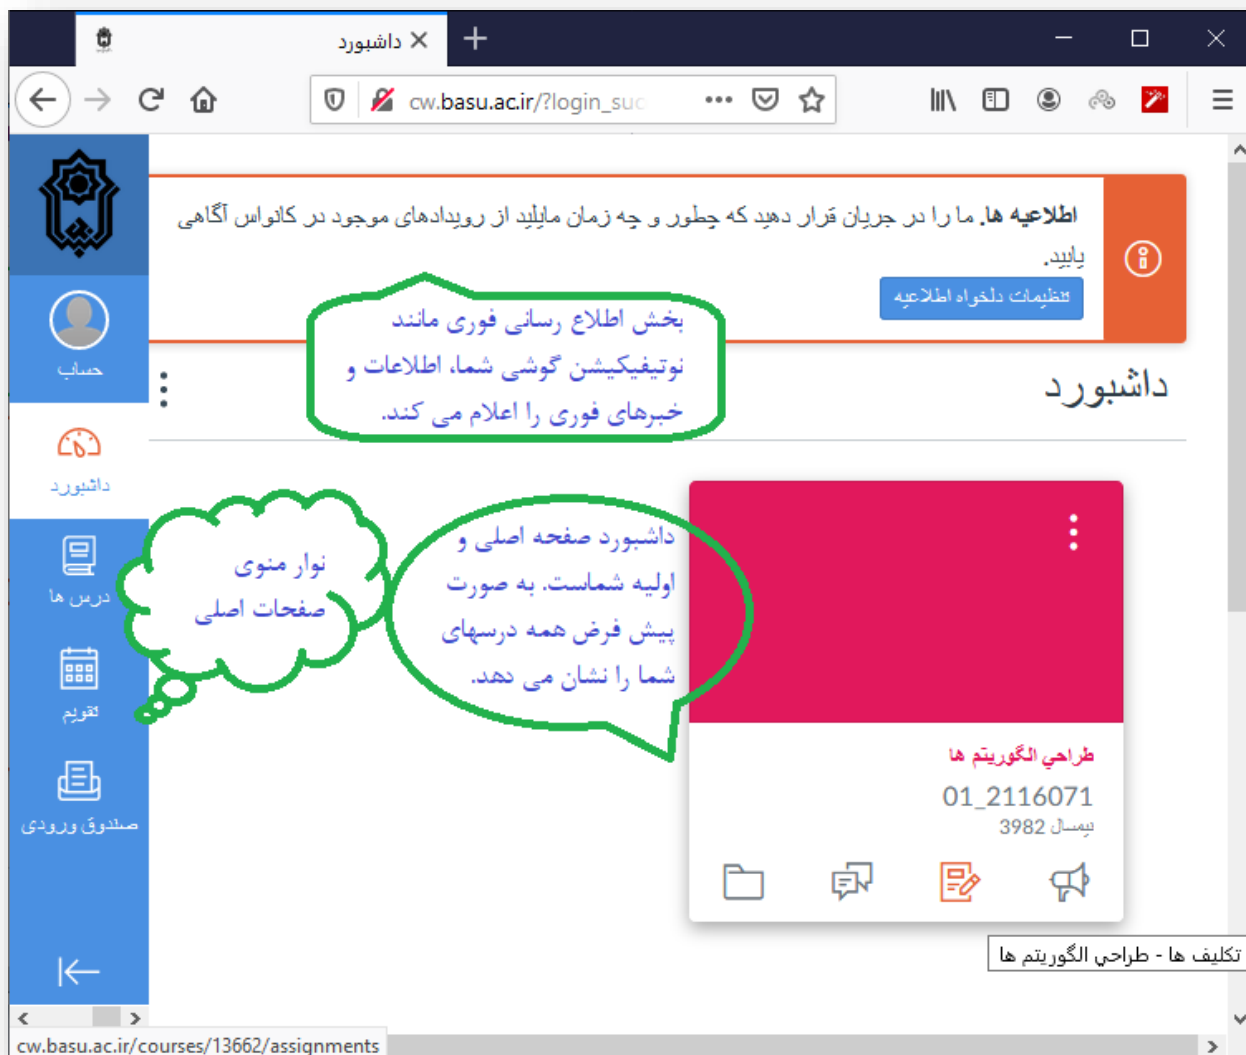 داشبورد
cw.basu.ac.ir/?login_suc
اطلاعیه ها. ما را در جریان قرار دهید که چطور و چه زمان مایلید از رویدادهای موجود در کانواس آگاهی
یابید.
تنظیمات دلخواه اطلاعیه
بخش اطلاع رسانی فوری مانند
نوتیفیکیشن گوشی شما، اطلاعات و
خبرهای فوری را اعلام می کند.
حساب
داشبورد
درس ها
تقویم
صندوق ورودی
داشبورد
نوار منوی
صفحات اصلی
داشبورد صفحه اصلی و
اولیه شماست. به صورت
پیش فرض همه درسهای
شما را نشان می دهد.
طراحي الگوريتم ها
01_2116071
نیمسال 3982
تکلیف ها - طراحي الگوريتم ها
cw.basu.ac.ir/courses/13662/assignments